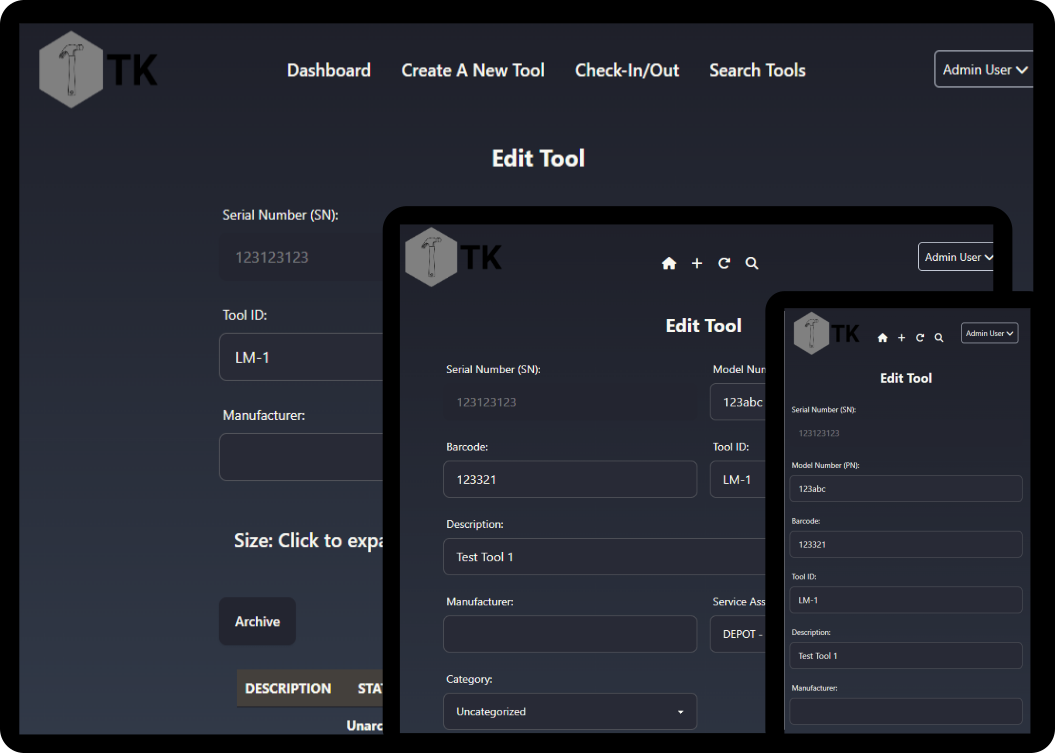 TK
Dashboard Create A New Tool Check-In/Out Search Tools
Admin User
Edit Tool
Serial Number (SN):
123123123
Tool ID:
LM-1
Manufacturer:
Size: Click to expa
Archive
DESCRIPTION STAT
Unarc
TK
Admin User
Edit Tool
Serial Number (SN):
Model Num
123123123
123abc
Barcode:
Tool ID:
123321
LM-1
Description:
Test Tool 1
Manufacturer:
Service Ass
DEPOT -
Category:
Uncategorized
TK
Admin User
Edit Tool
Serial Number (SN):
123123123
Model Number (PN):
123abc
Barcode:
123321
Tool ID:
LM-1
Description:
Test Tool 1
Manufacturer: